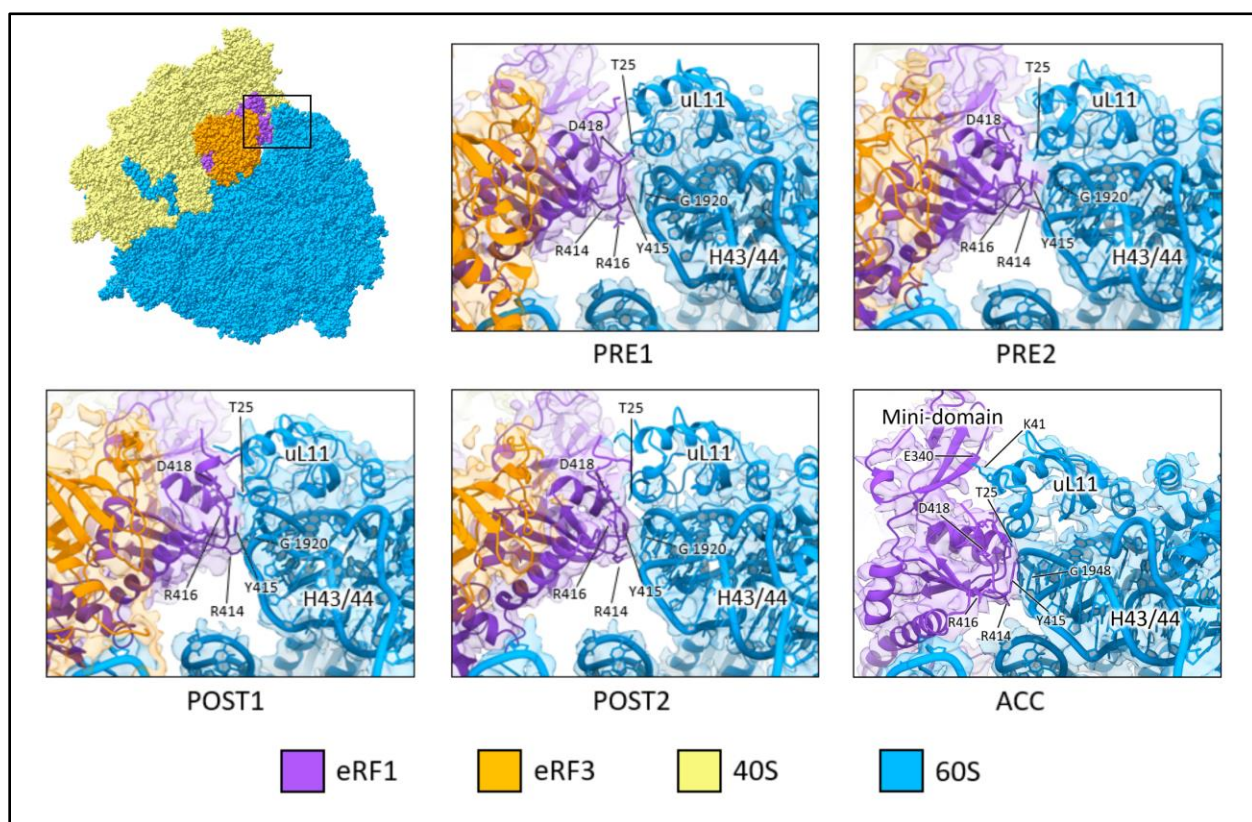 T25
uL11
D418
G 1920
R414
R416
Y415
H43/44
PRE1
T25
uL11
D418
G 1920
R416
R414
Y415
H43/44
PRE2
T25
uL11
D418
G 1920
R416
R414
Y415
H43/44
POST1
T25
uL11
D418
G 1920
R416
R414
Y415
H43/44
POST2
Mini-domain
K41
E340
uL11
T25
D418
G 1948
R416
R414
Y415
H43/44
ACC
eRF1
eRF3
40S
60S